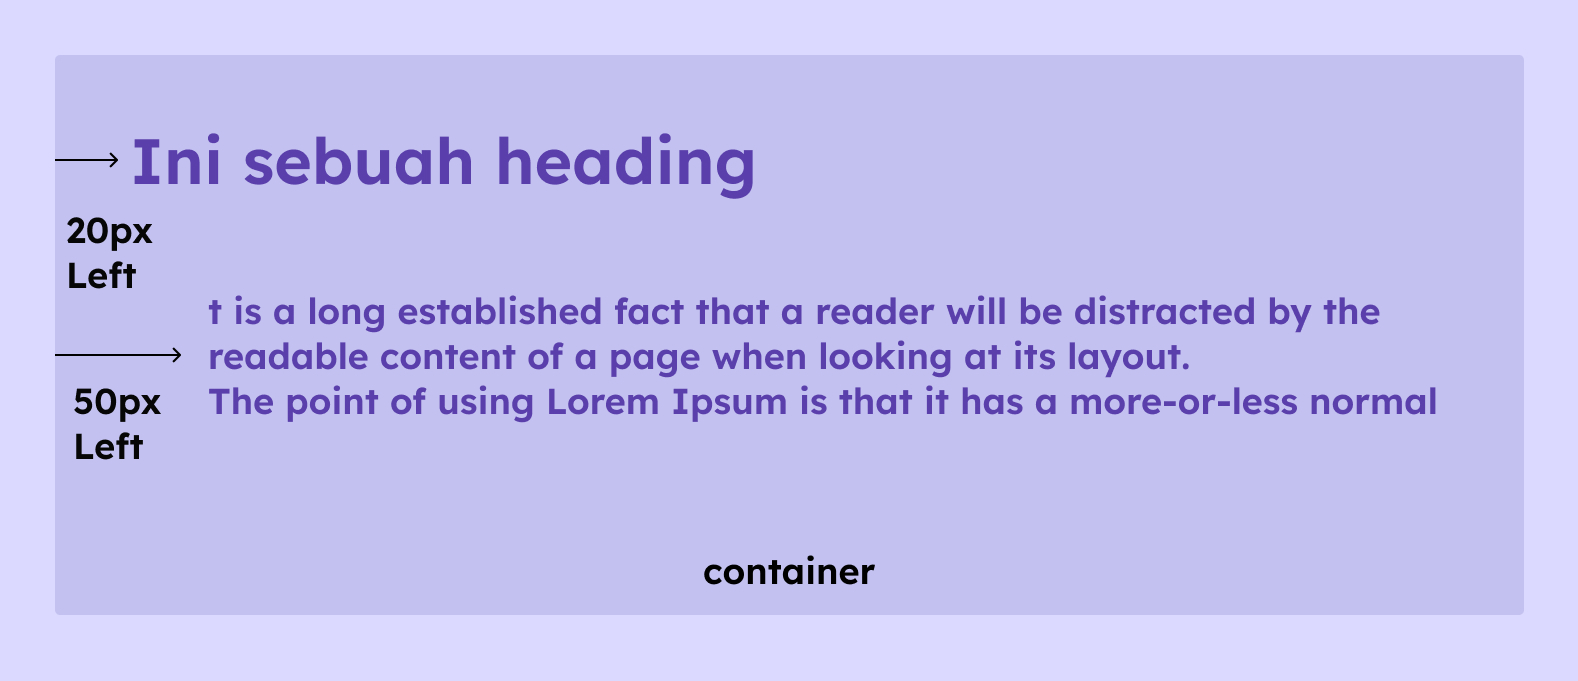 Ini sebuah heading
20px
Left
t is a long established fact that a reader will be distracted by the
readable content of a page when looking at its layout.
The point of using Lorem Ipsum is that it has a more-or-less normal
50px
Left
container